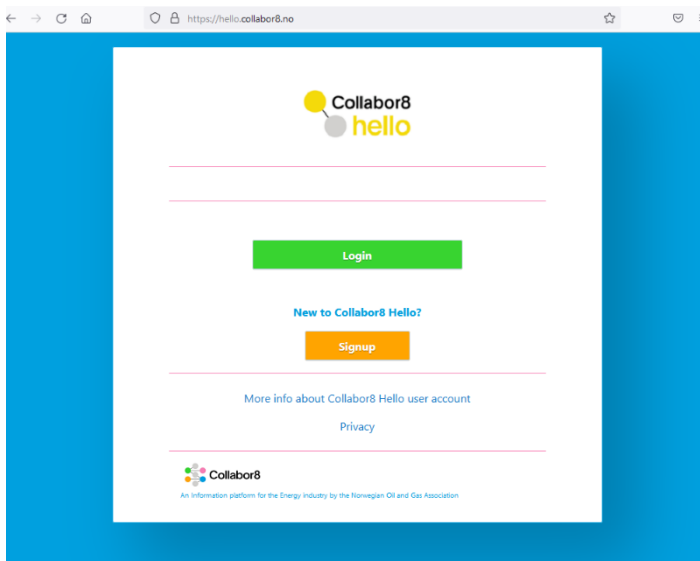 https://hello.collabor8.no
Collabor8
hello
Login
New to Collabor8 Hello?
Signup
More info about Collabor8 Hello user account
Privacy
Collabor8
An Information platform for the Energy industry by the Norwegian Oil and Gas Association